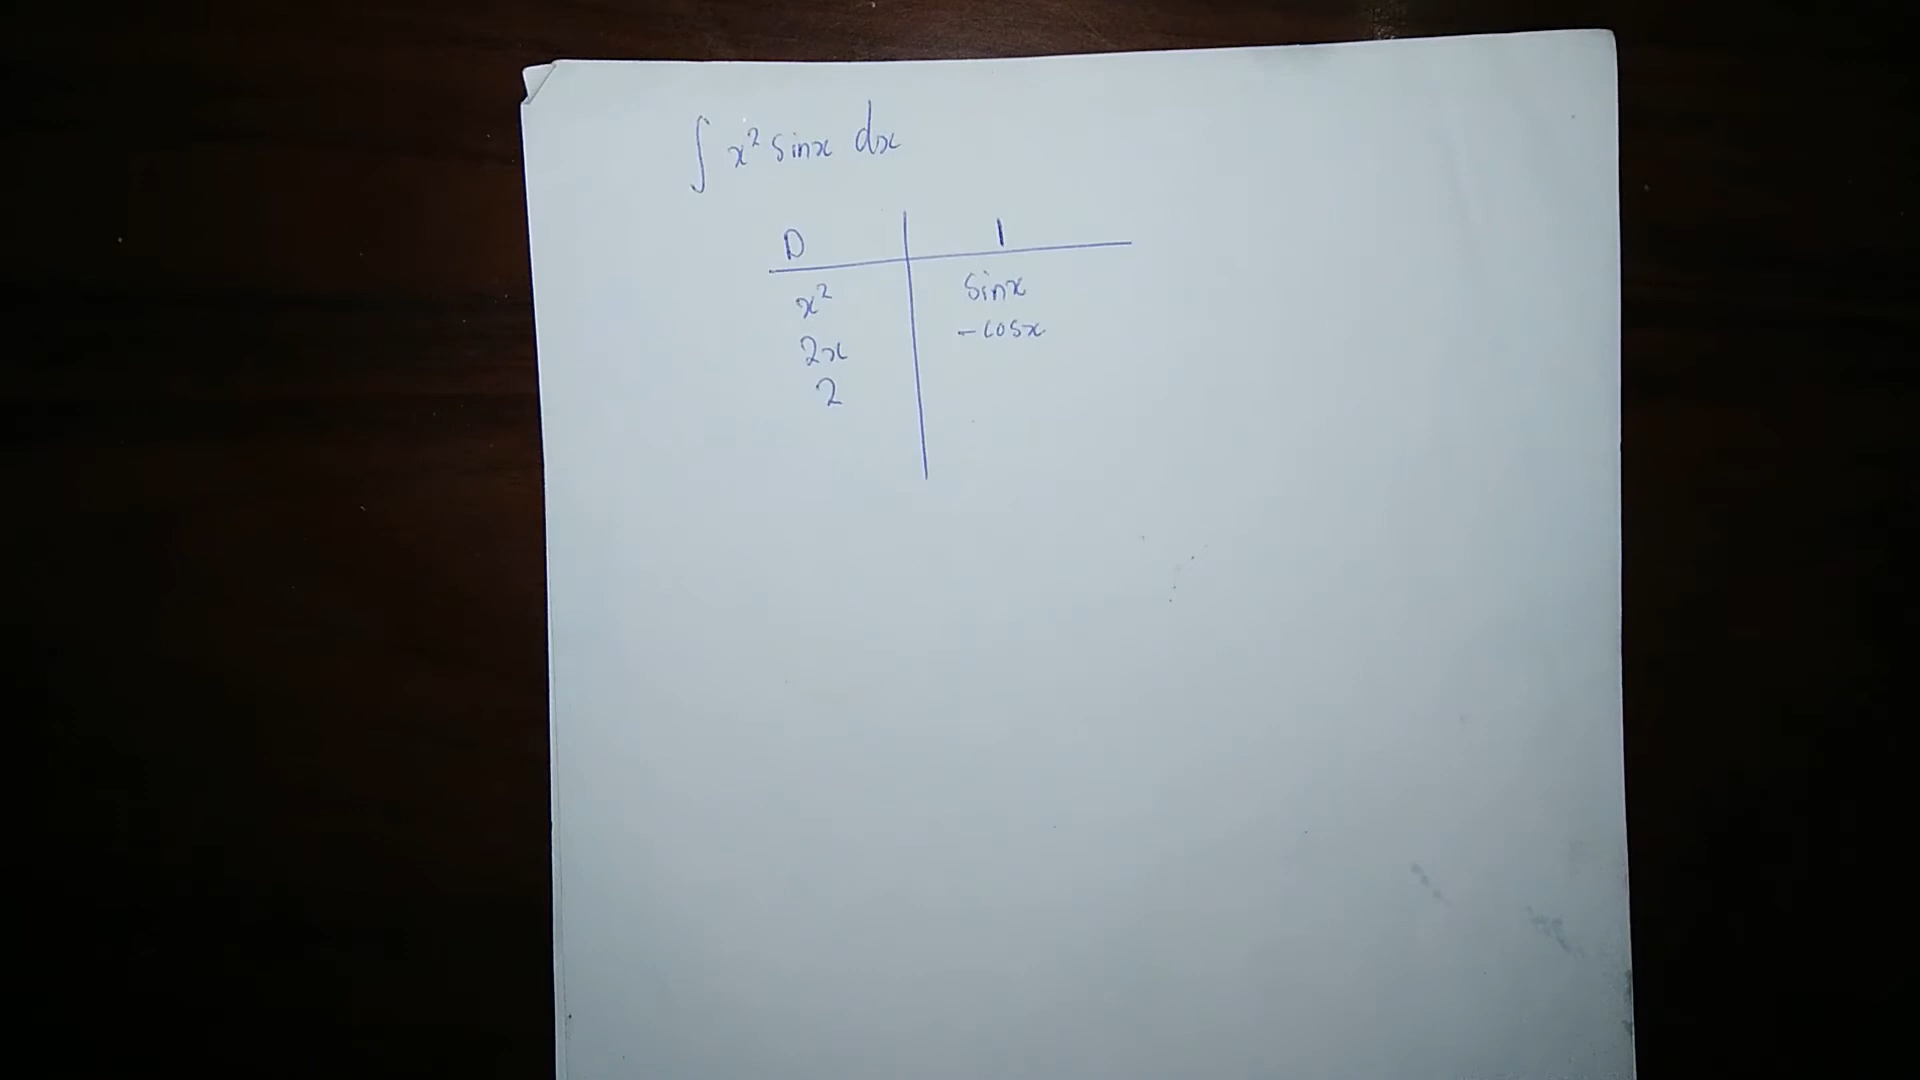 ∫ x² sinx dx
D I
x² sinx
2x -cosx
2